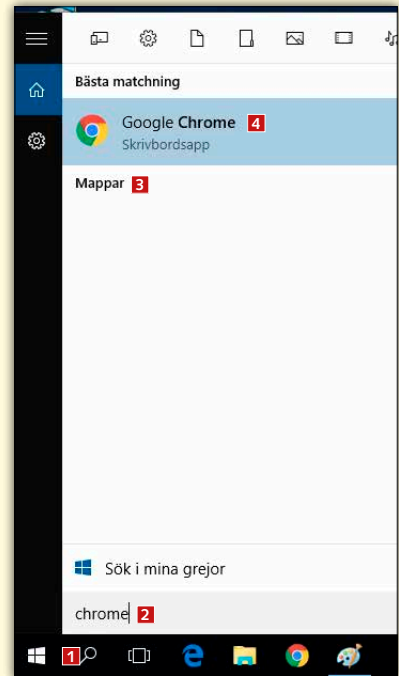 Bästa matchning
Google Chrome 4
Skrivbordsapp
Mappar 3
Sök i mina grejor
chrome 2
1